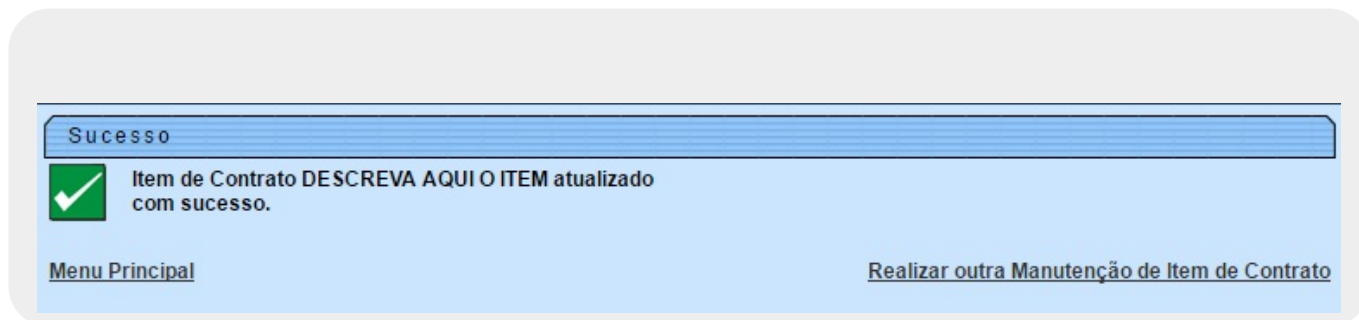 Sucesso
Item de Contrato DESCREVA AQUI O ITEM atualizado
com sucesso.
Menu Principal
Realizar outra Manutenção de Item de Contrato